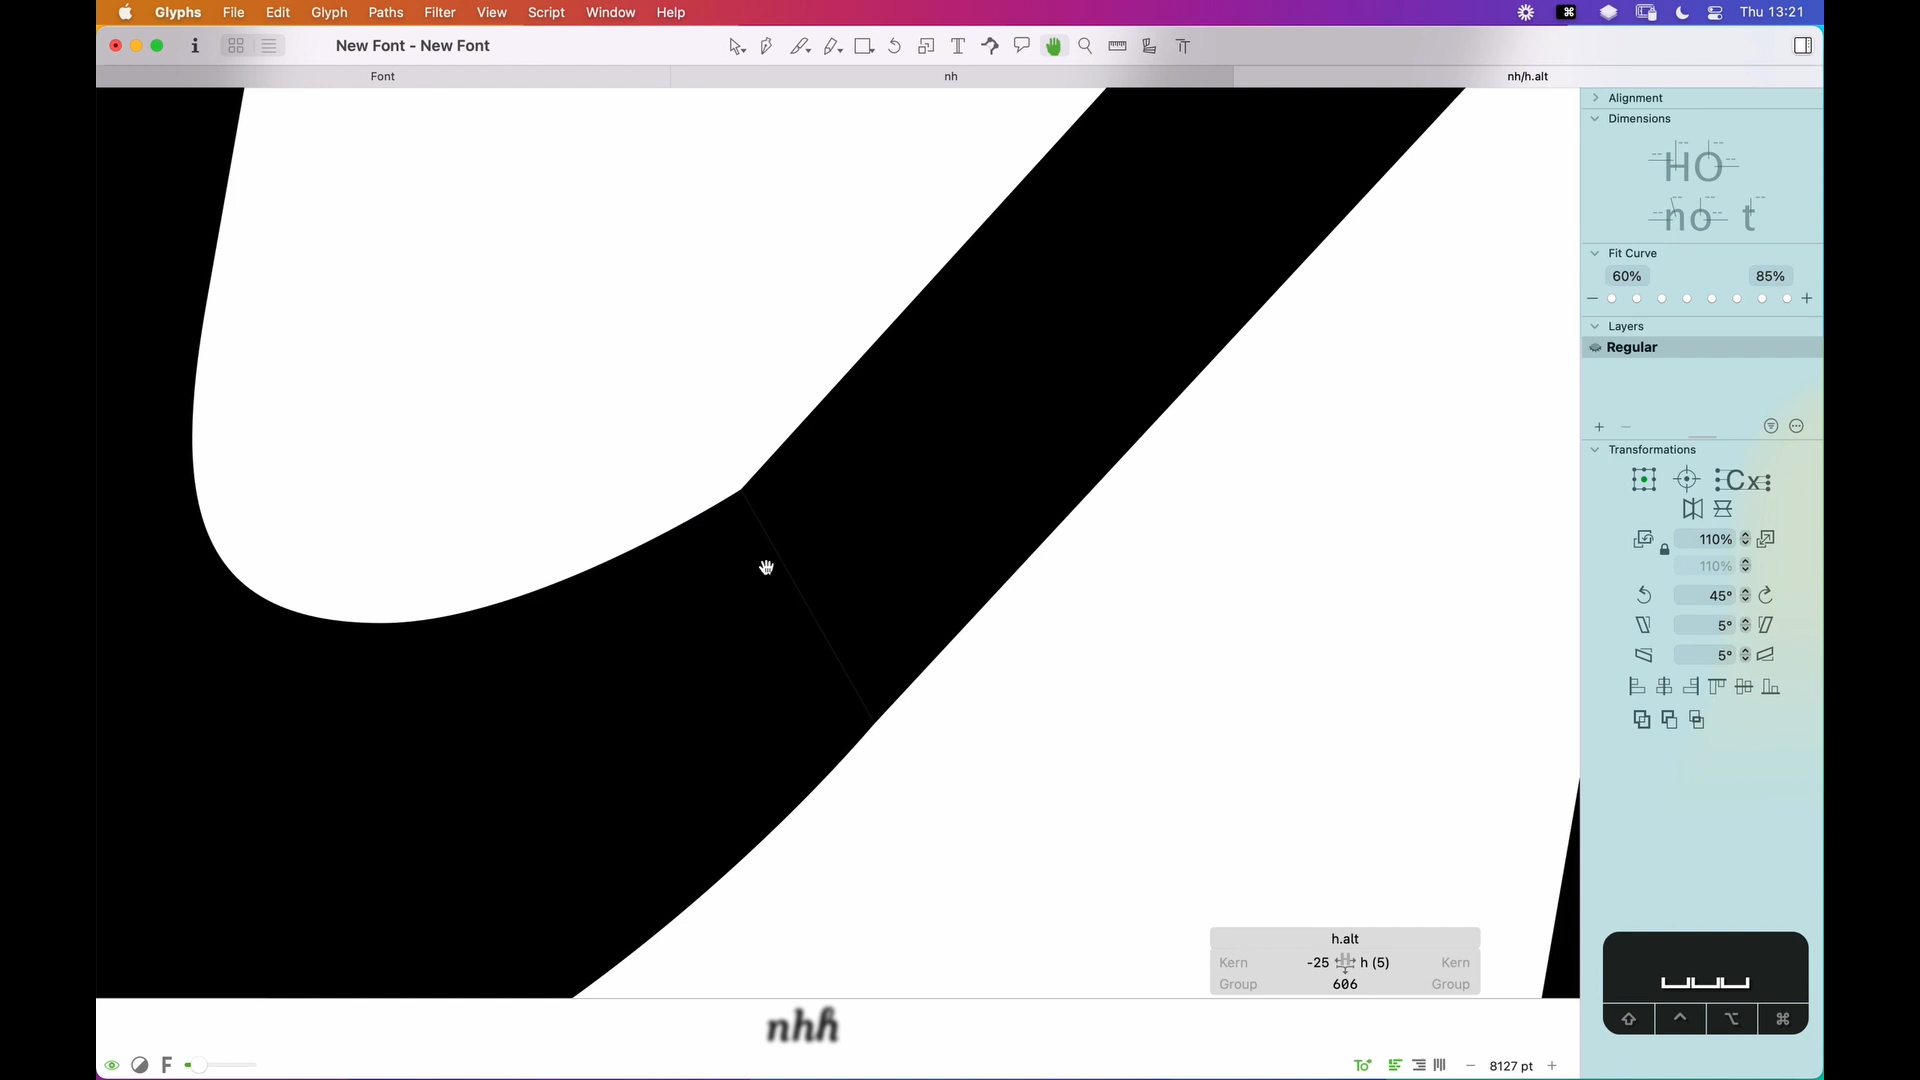 Glyphs File Edit Glyph Paths Filter View Script Window Help Thu 13:21
New Font - New Font
Font nh nh/h.alt
Alignment
Dimensions
HO
no t
Fit Curve
60% 85%
Layers
Regular
Transformations
Cx
110%
110%
45°
5°
5°
h.alt
Kern -25 h (5) Kern
Group 606 Group
nhh
F 8127 pt